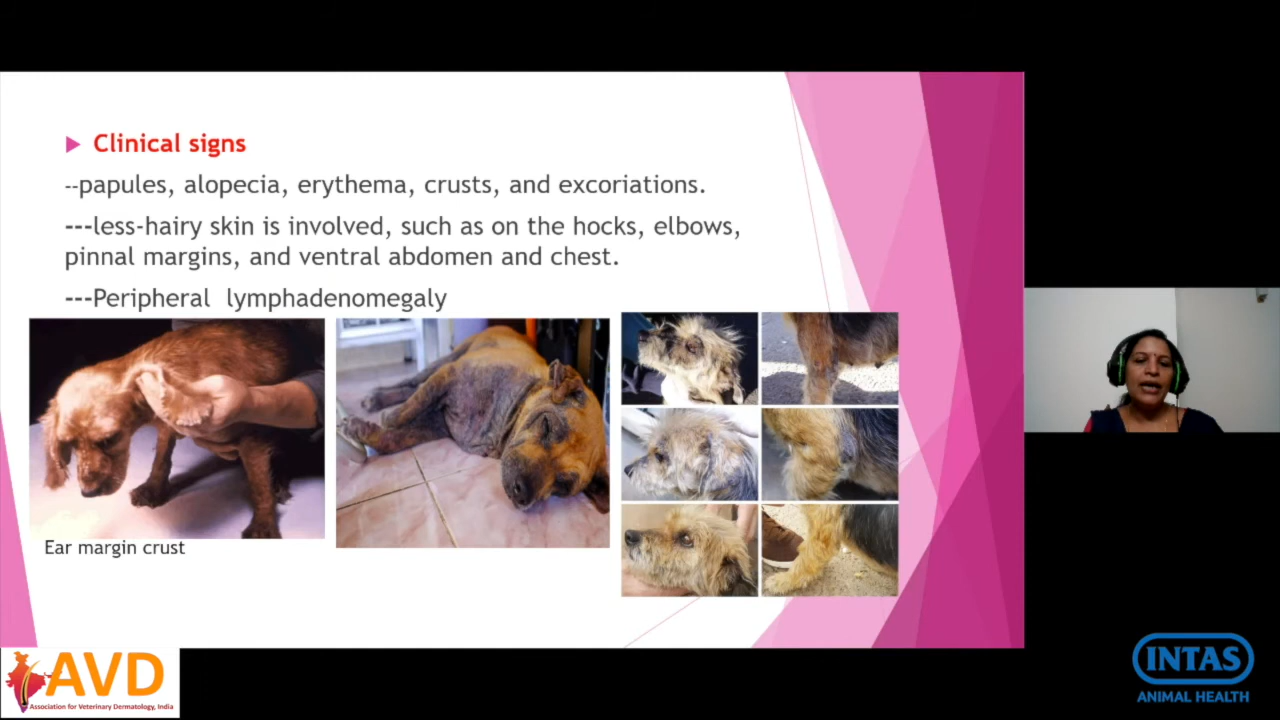 Clinical signs
--papules, alopecia, erythema, crusts, and excoriations.
---less-hairy skin is involved, such as on the hocks, elbows,
pinnal margins, and ventral abdomen and chest.
---Peripheral lymphadenomegaly
Ear margin crust
AVD
Association for Veterinary Dermatology, India
INTAS
ANIMAL HEALTH